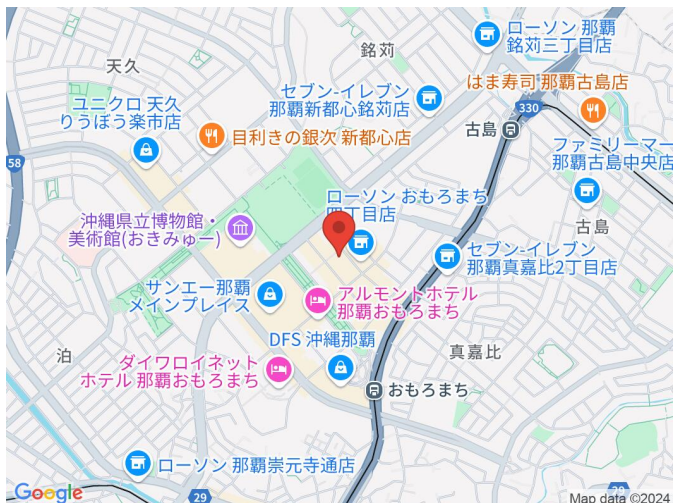 ローソン 那覇
銘苅三丁目店
銘苅
天久
セブン-イレブン
那覇新都心銘苅店
はま寿司 那覇古島店
330
ユニクロ 天久
りうぼう楽市店
目利きの銀次 新都心店
古島
ファミリーマー
那覇古島中央店
58
ローソン おもろまち
四丁目店
古島
沖縄県立博物館・
美術館(おきみゅー)
セブン-イレブン
那覇真嘉比2丁目店
サンエー那覇
メインプレイス
アルモントホテル
那覇おもろまち
DFS 沖縄那覇
真嘉比
泊
ダイワロイネット
ホテル 那覇おもろまち
おもろまち
ローソン 那覇崇元寺通店
29
29
Google
Map data ©2024